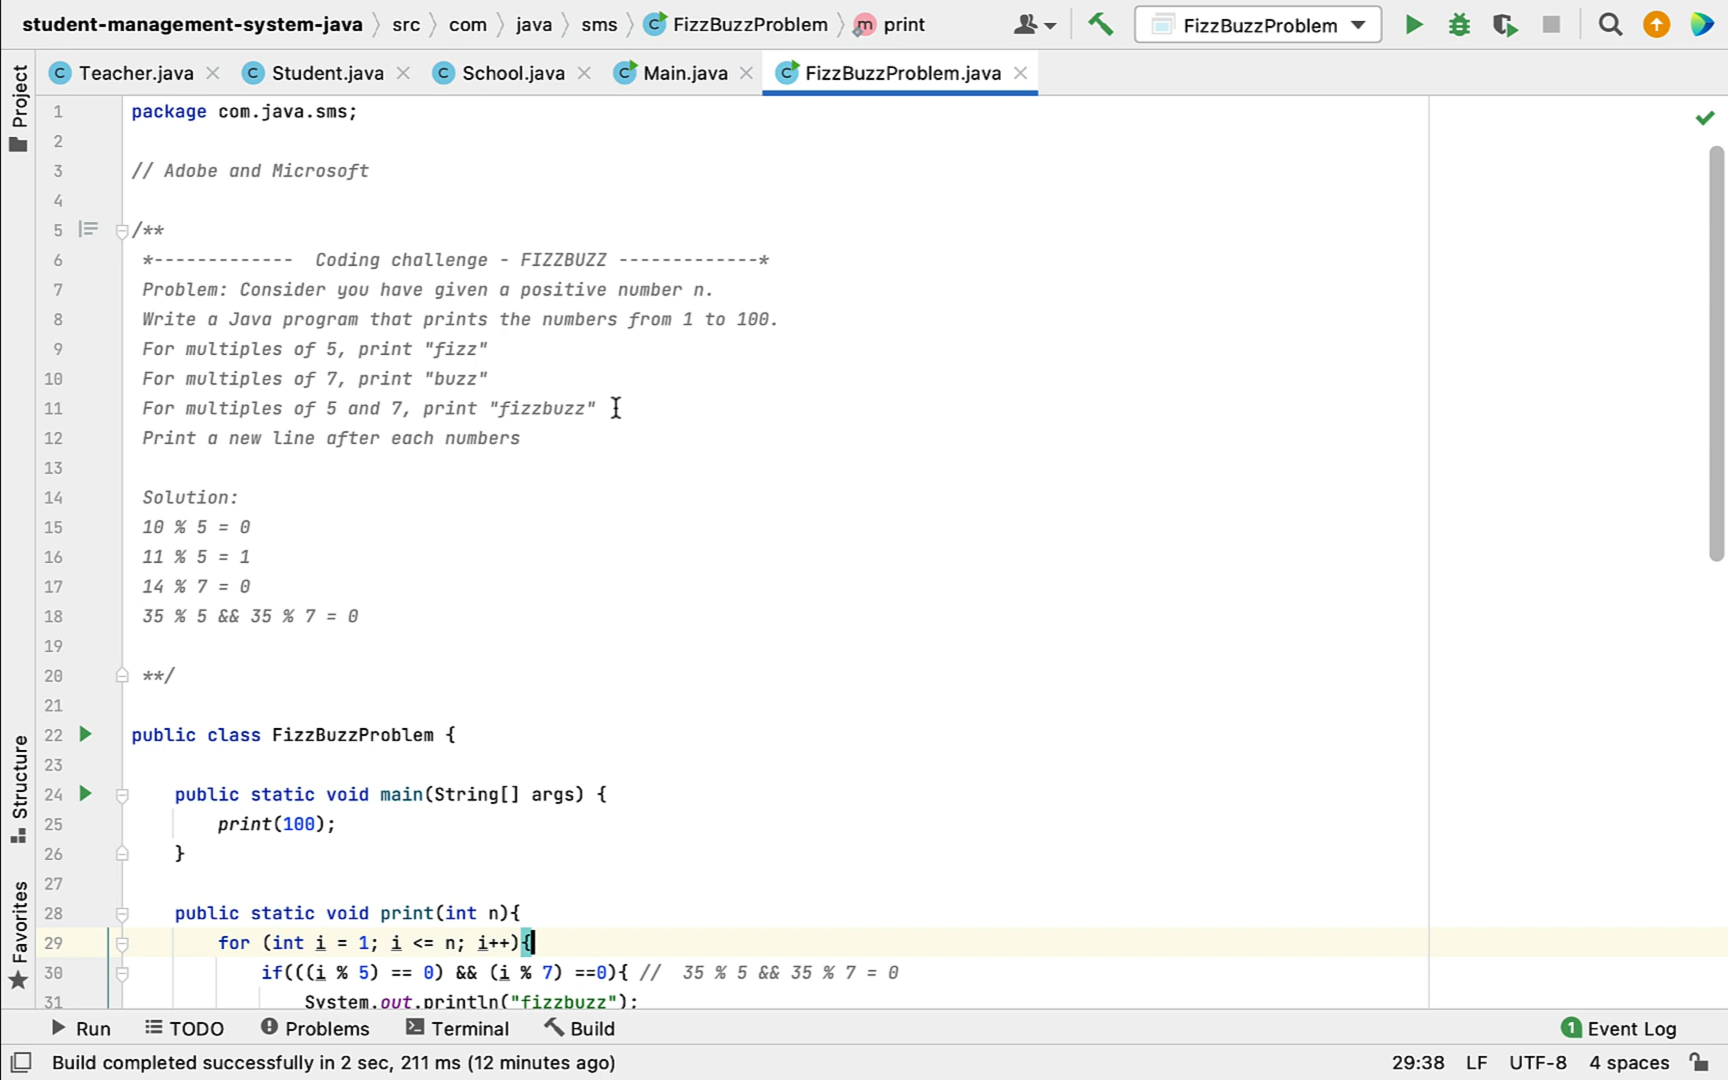 student-management-system-java src com java sms FizzBuzzProblem print FizzBuzzProblem
Teacher.java Student.java School.java Main.java FizzBuzzProblem.java
Project
Structure
Favorites
1 package com.java.sms;
2
3 // Adobe and Microsoft
4
5 /**
6 *------------- Coding challenge - FIZZBUZZ -------------*
7 Problem: Consider you have given a positive number n.
8 Write a Java program that prints the numbers from 1 to 100.
9 For multiples of 5, print "fizz"
10 For multiples of 7, print "buzz"
11 For multiples of 5 and 7, print "fizzbuzz"
12 Print a new line after each numbers
13
14 Solution:
15 10 % 5 = 0
16 11 % 5 = 1
17 14 % 7 = 0
18 35 % 5 && 35 % 7 = 0
19
20 **/
21
22 public class FizzBuzzProblem {
23
24 public static void main(String[] args) {
25 print(100);
26 }
27
28 public static void print(int n){
29 for (int i = 1; i <= n; i++){
30 if(((i % 5) == 0) && (i % 7) ==0){ // 35 % 5 && 35 % 7 = 0
31 System.out.println("fizzbuzz");
Run TODO Problems Terminal Build 1 Event Log
Build completed successfully in 2 sec, 211 ms (12 minutes ago) 29:38 LF UTF-8 4 spaces